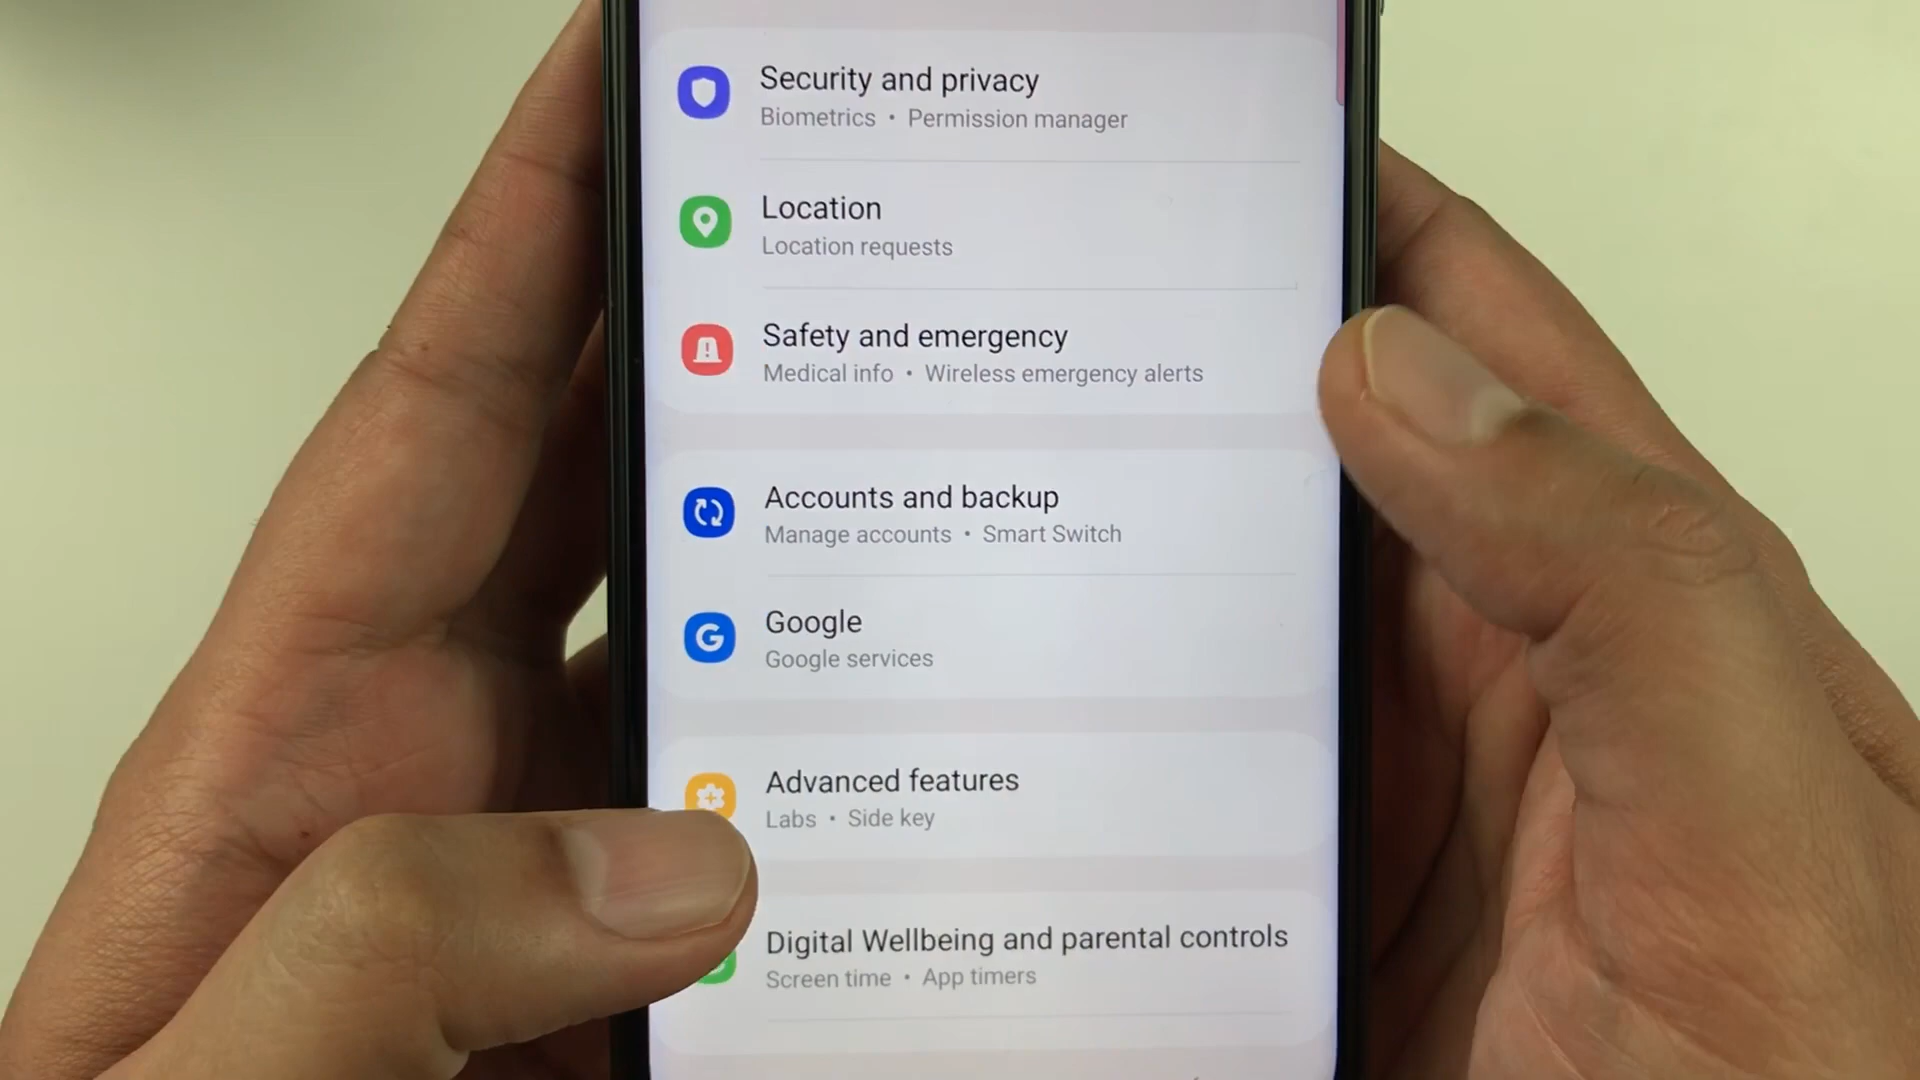 Security and privacy
Biometrics • Permission manager
Location
Location requests
Safety and emergency
Medical info • Wireless emergency alerts
Accounts and backup
Manage accounts • Smart Switch
Google
Google services
Advanced features
Labs • Side key
Digital Wellbeing and parental controls
Screen time • App timers